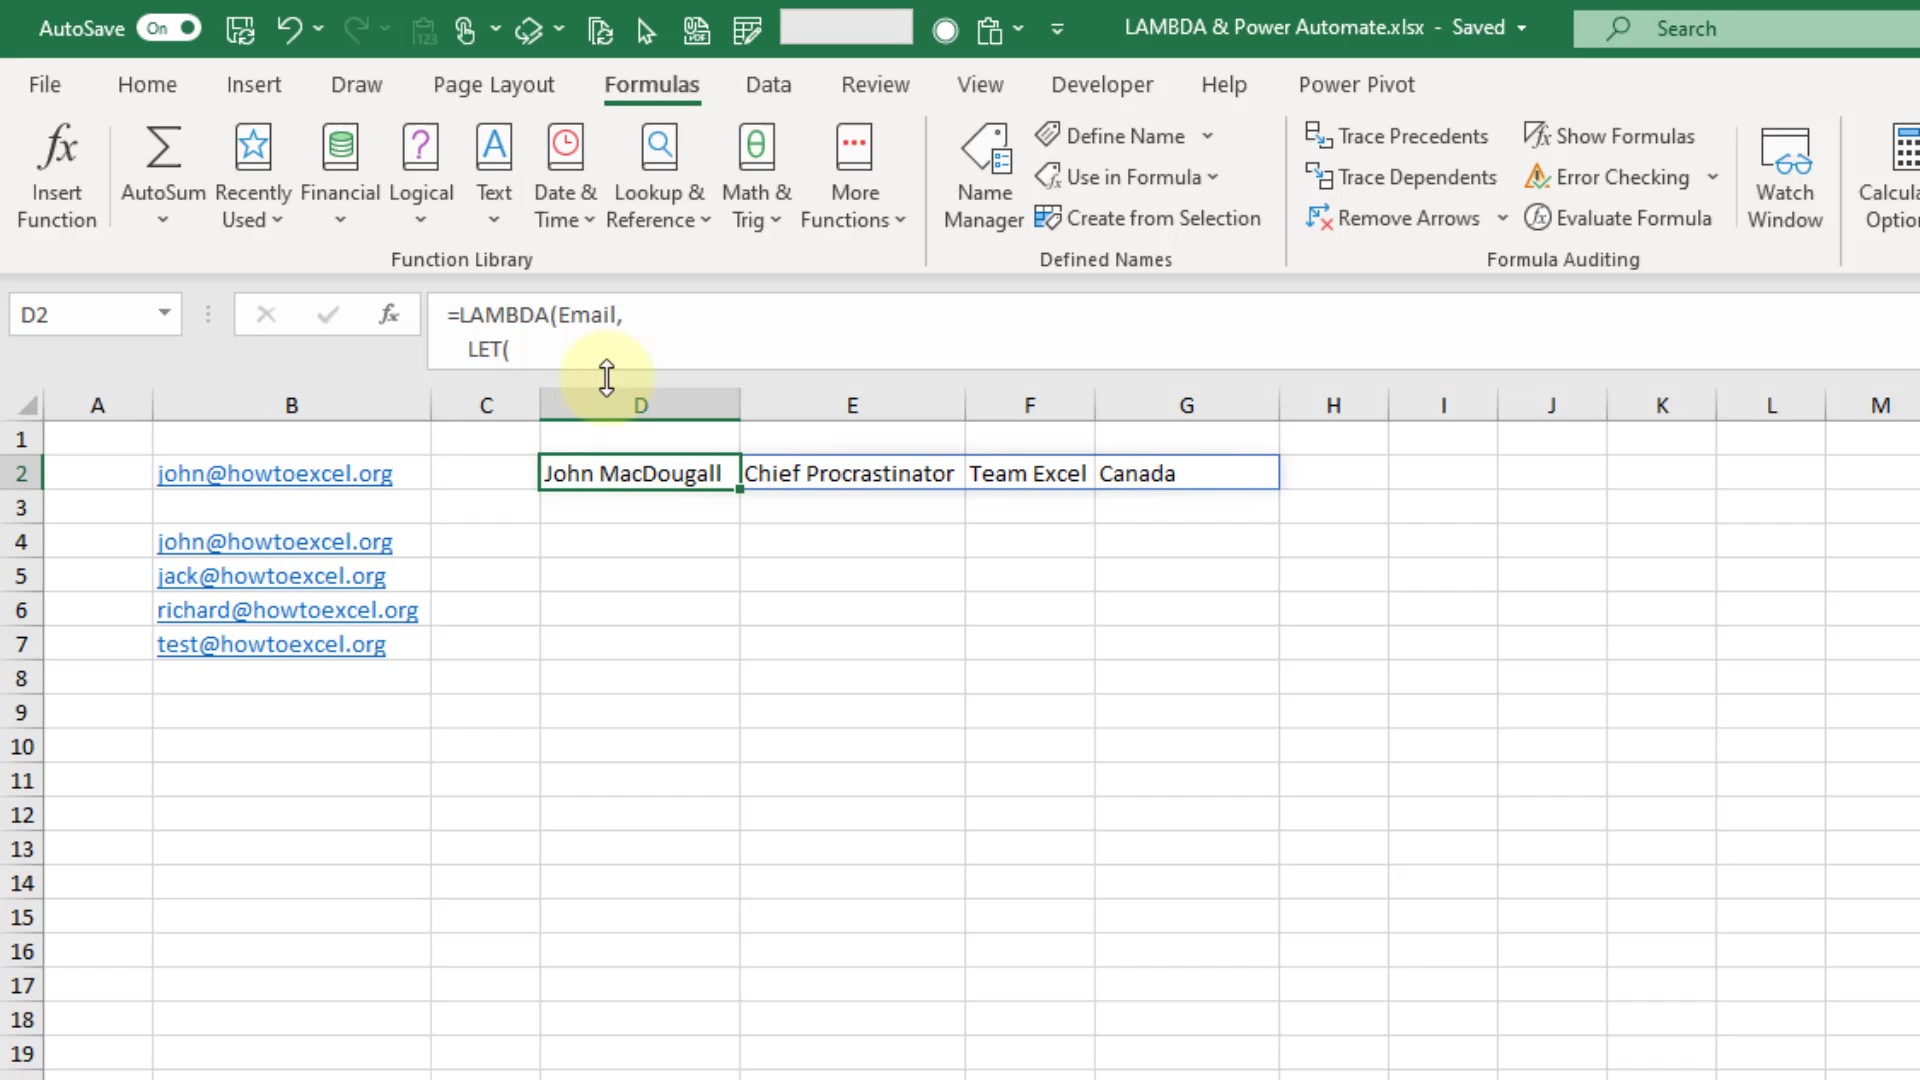 AutoSave On LAMBDA & Power Automate.xlsx - Saved Search
File Home Insert Draw Page Layout Formulas Data Review View Developer Help Power Pivot
Insert Function
AutoSum
Recently Used
Financial
Logical
Text
Date & Time
Lookup & Reference
Math & Trig
More Functions
Function Library
Name Manager
Define Name
Use in Formula
Create from Selection
Defined Names
Trace Precedents
Trace Dependents
Remove Arrows
Show Formulas
Error Checking
Evaluate Formula
Formula Auditing
Watch Window
D2 fx =LAMBDA(Email,
LET(
A B C D E F G H I J K L M
1
2 john@howtoexcel.org John MacDougall Chief Procrastinator Team Excel Canada
3
4 john@howtoexcel.org
5 jack@howtoexcel.org
6 richard@howtoexcel.org
7 test@howtoexcel.org
8
9
10
11
12
13
14
15
16
17
18
19